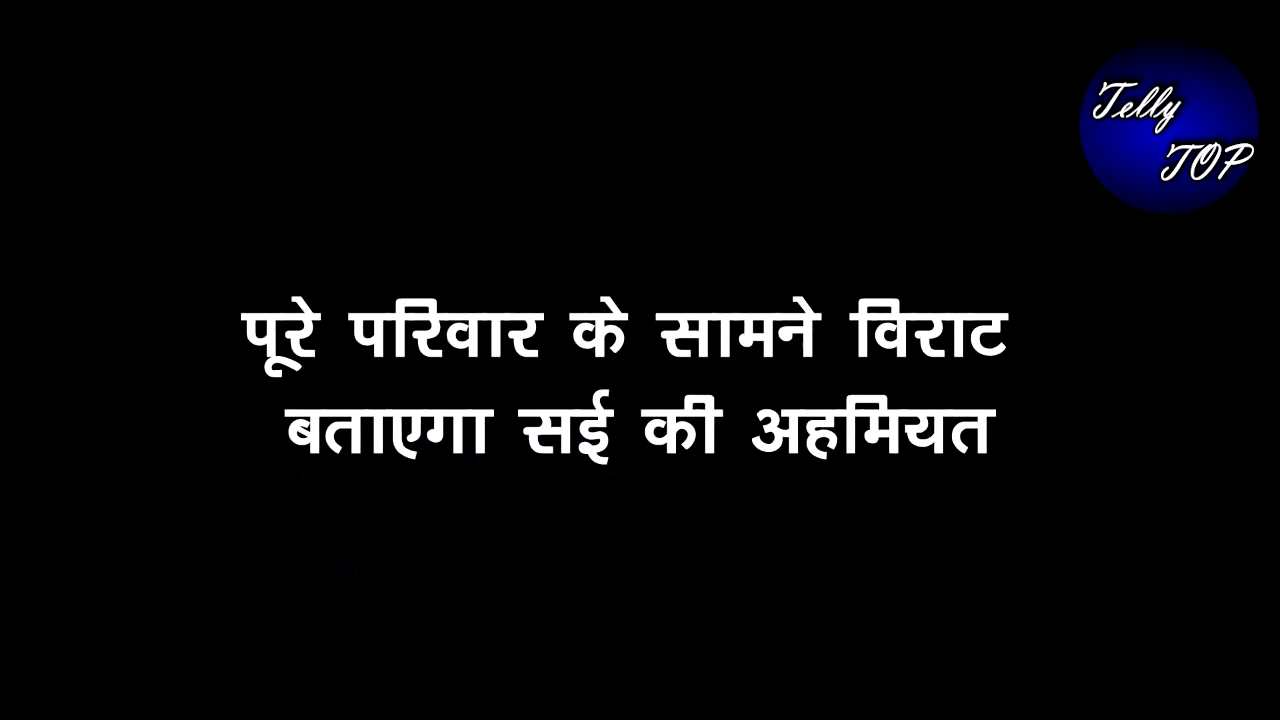 Telly
TOP
पूरे परिवार के सामने विराट
बताएगा सई की अहमियत